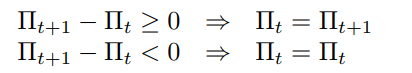 Π_{t+1} − Π_t ≥ 0 ⇒ Π_t = Π_{t+1}
Π_{t+1} − Π_t < 0 ⇒ Π_t = Π_t